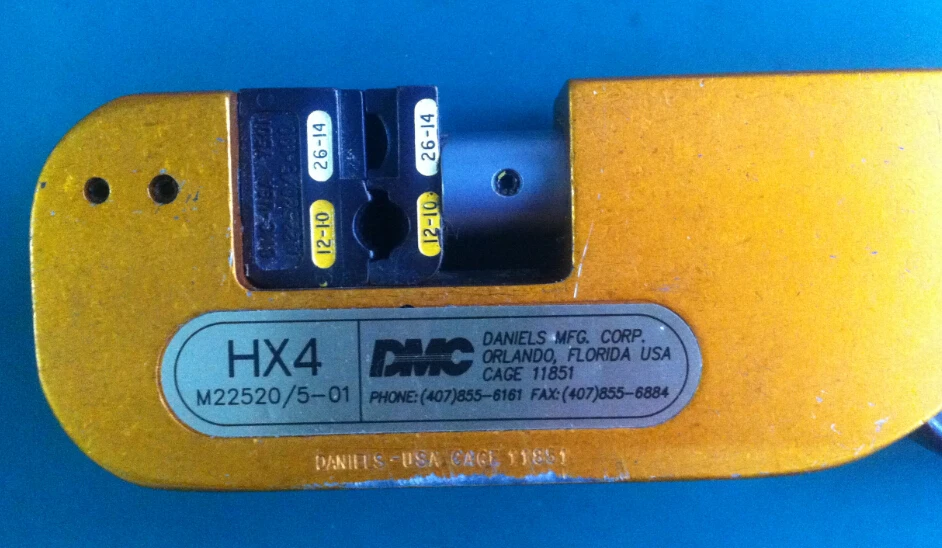 26-14
26-14
12-10
12-10
HX4
M22520/5-01
DMC
DANIELS MFG. CORP.
ORLANDO, FLORIDA USA
CAGE 11851
PHONE: (407)855-6161 FAX: (407)855-6884
DANIELS-USA CAGE 11851